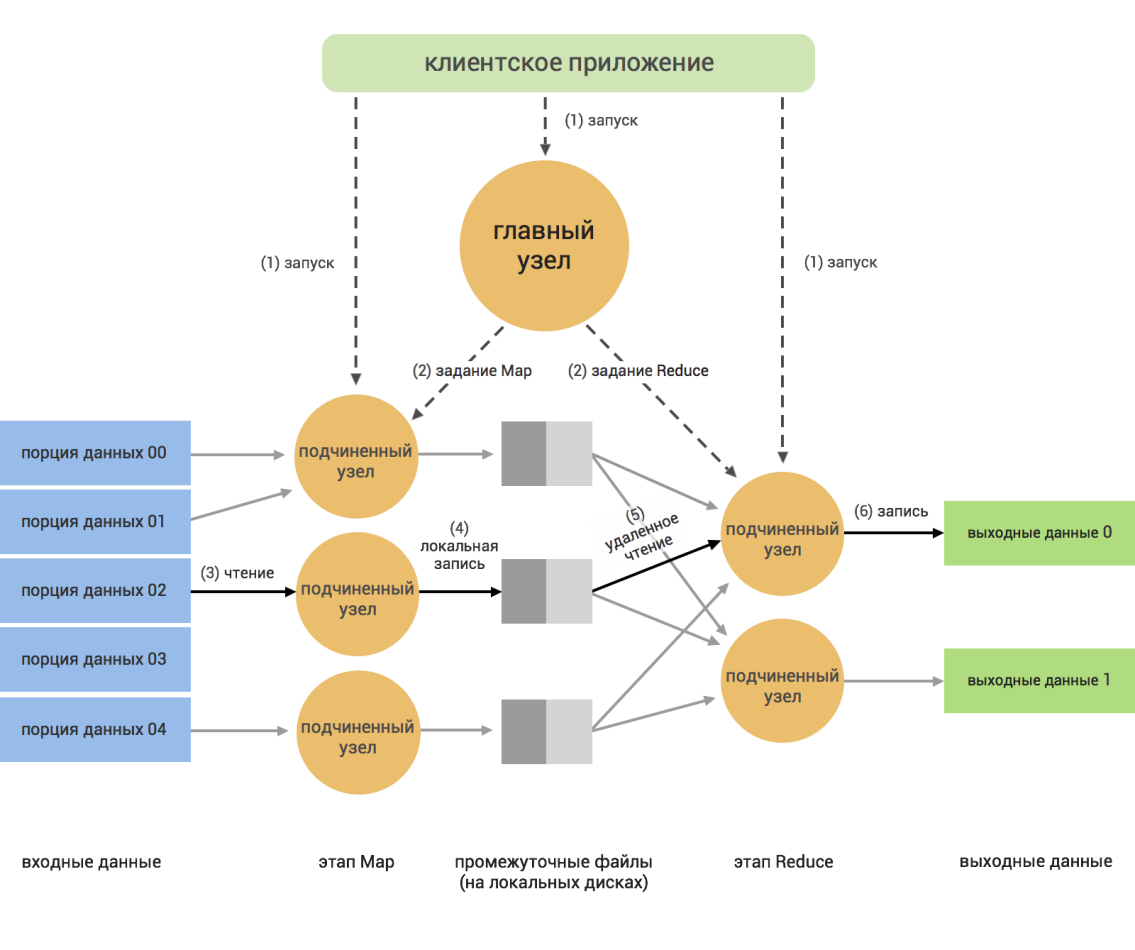 клиентское приложение
(1) запуск
главный
узел
(1) запуск
(1) запуск
(2) задание Map
(2) задание Reduce
порция данных 00
подчиненный
узел
порция данных 01
(3) чтение
порция данных 02
подчиненный
узел
(4)
локальная
запись
(5)
удаленное
чтение
подчиненный
узел
(6) запись
выходные данные 0
порция данных 03
порция данных 04
подчиненный
узел
подчиненный
узел
выходные данные 1
входные данные
этап Map
промежуточные файлы
(на локальных дисках)
этап Reduce
выходные данные